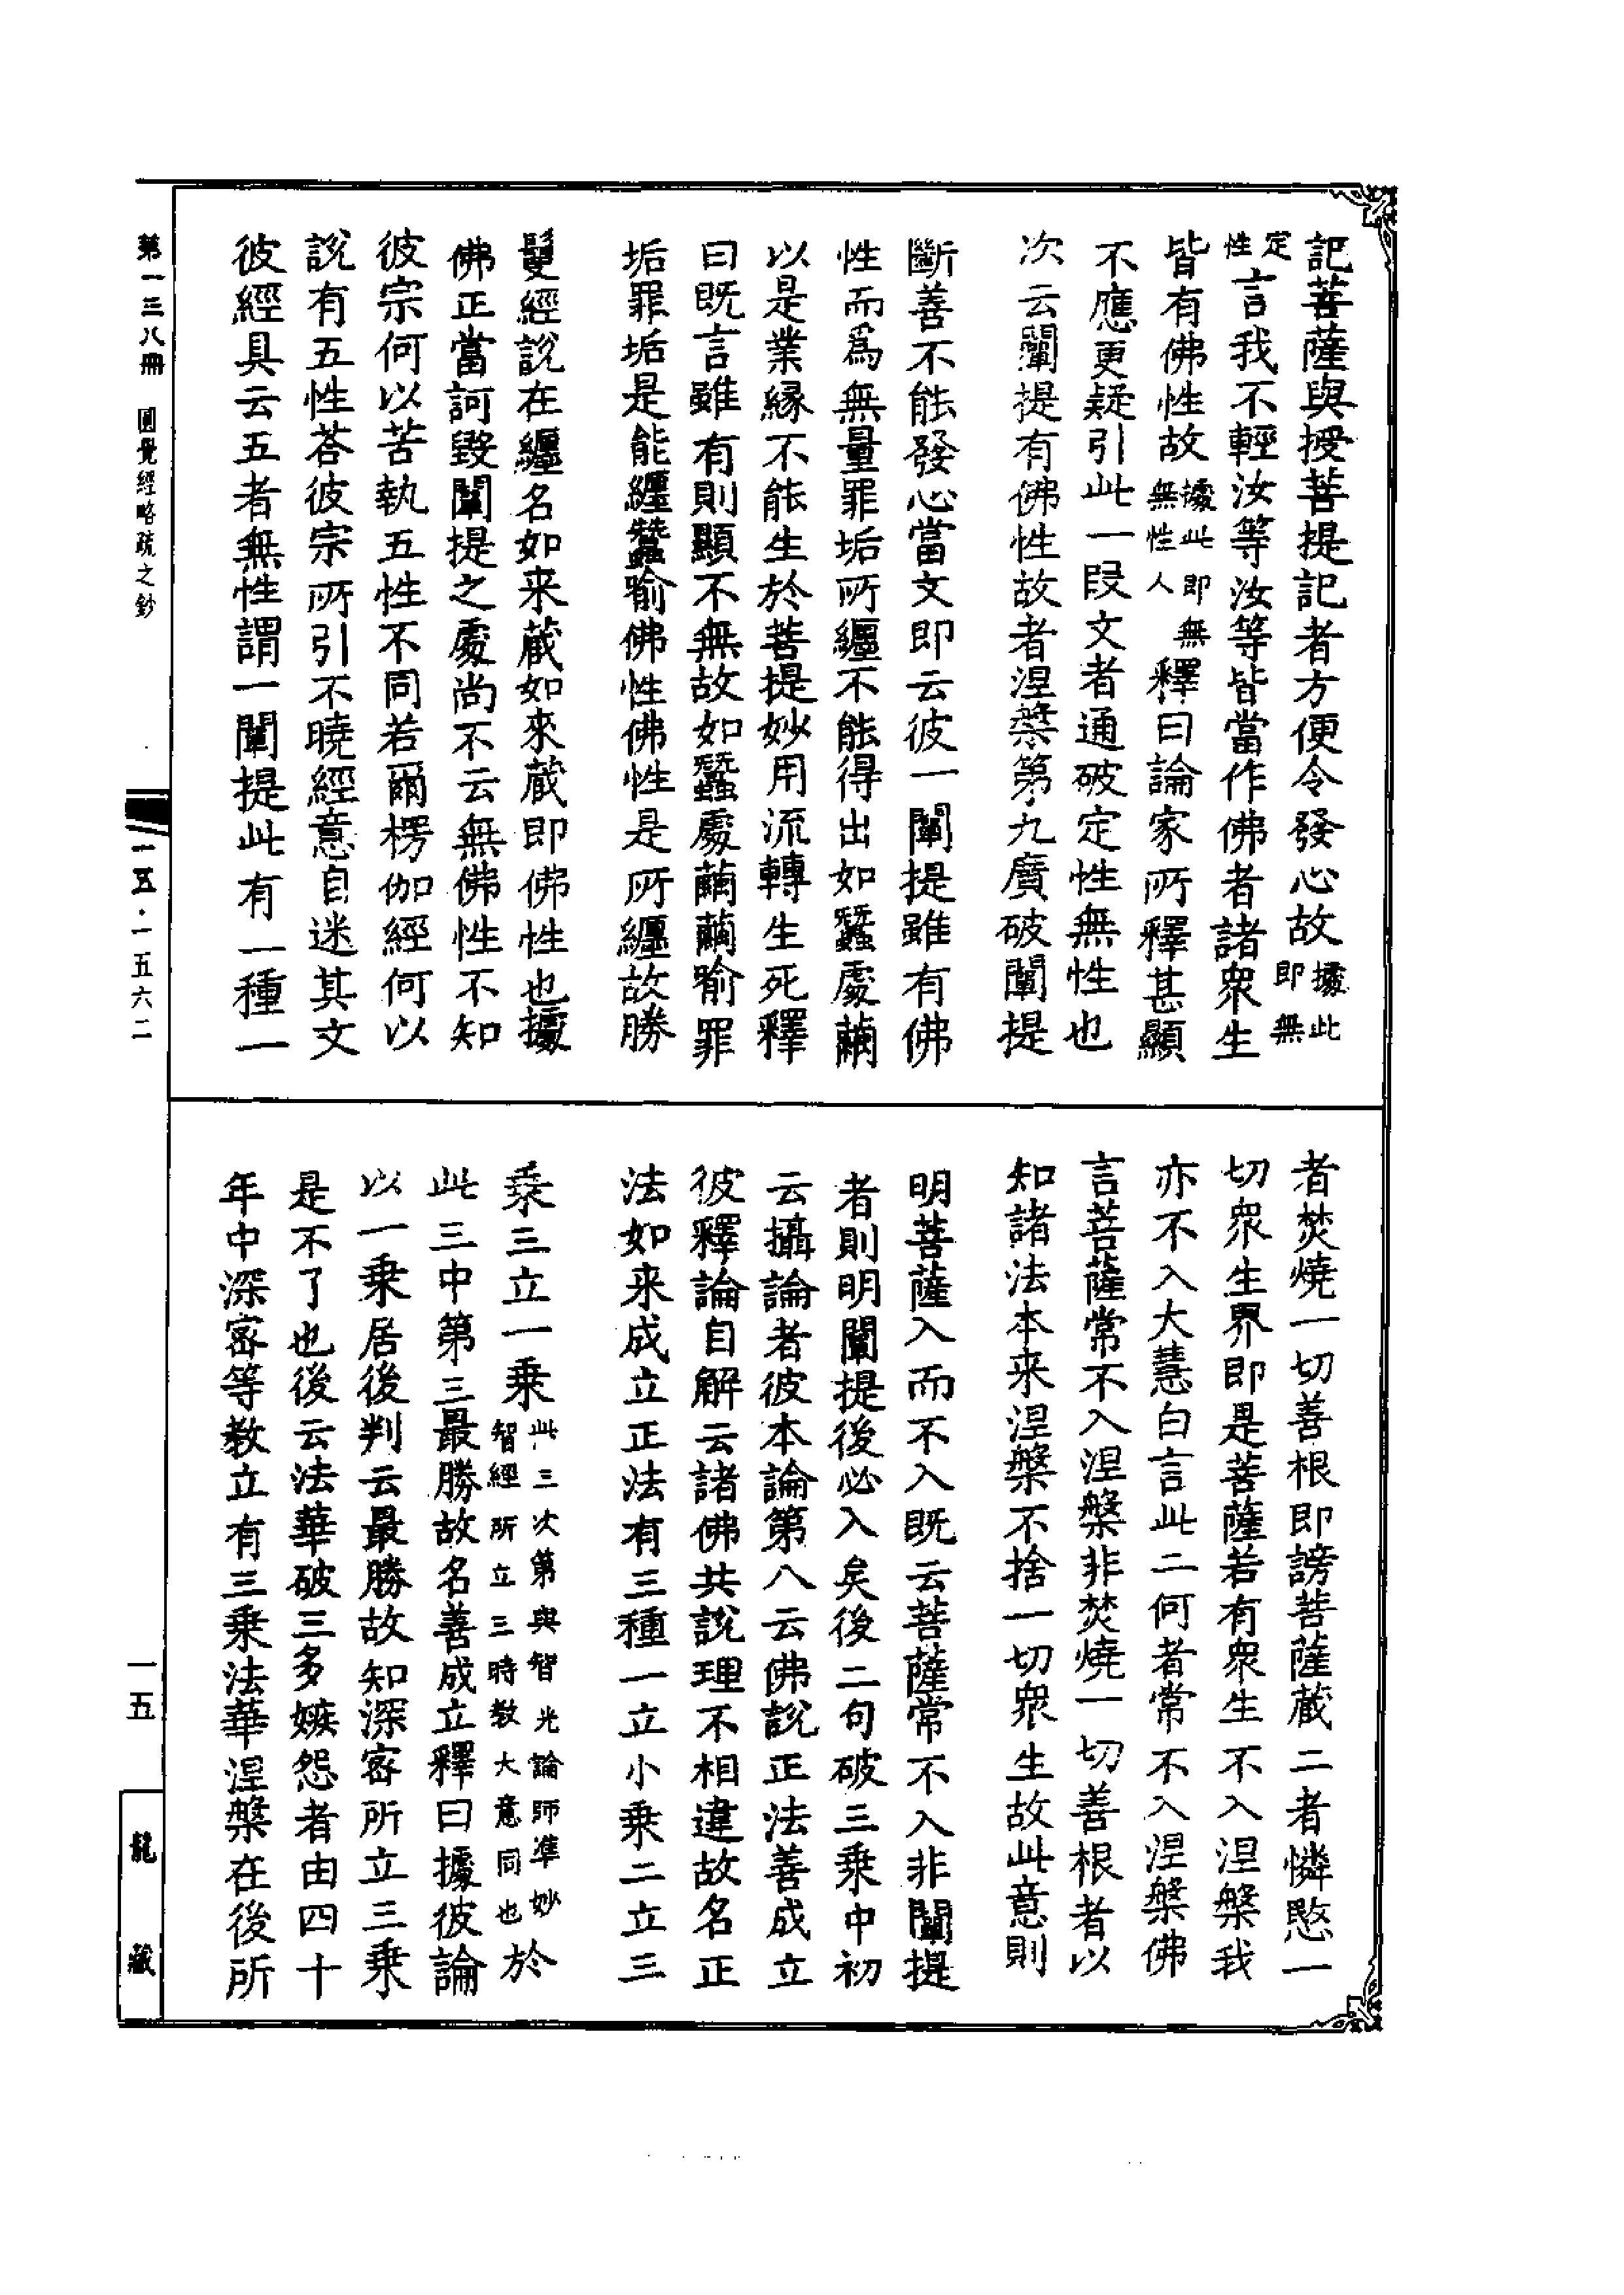 記菩薩與授菩提記者方便令發心故據此即無
定性言我不輕汝等汝等皆當作佛者諸衆生
皆有佛性故據此即無無性人釋曰論家所釋甚顯
不應更疑引此一段文者通破定性無性也
次云闡提有佛性故者涅槃第九廣破闡提
斷善不能發心當文即云彼一闡提雖有佛
性而爲無量罪垢所纏不能得出如蠶處繭
以是業緣不能生於菩提妙用流轉生死釋
曰既言雖有則顯不無故如蠶處繭繭喻罪
垢罪垢是能纏蠶喻佛性佛性是所纏故勝
鬘經說在纏名如来蔵如來蔵即佛性也據
佛正當訶毀闡提之處尚不云無佛性不知
彼宗何以苦執五性不同若爾楞伽經何以
說有五性荅彼宗所引不曉經意自迷其文
彼經具云五者無性謂一闡提此有一種一
者焚燒一切善根即謗菩薩蔵二者憐愍一
切衆生界即是菩薩若有衆生不入涅槃我
亦不入大慧白言此二何者常不入涅槃佛
言菩薩常不入涅槃非焚燒一切善根者以
知諸法本来涅槃不捨一切衆生故此意則
明菩薩入而不入既云菩薩常不入非闡提
者則明闡提後必入矣後二句破三乗中初
云攝論者彼本論第八云佛說正法善成立
彼釋論自解云諸佛共說理不相違故名正
法如来成立正法有三種一立小乗二立三
乗三立一乗此三次第與智光論師準妙智經所立三時教大意同也於
此三中第三最勝故名善成立釋曰據彼論
以一乗居後判云最勝故知深密所立三乗
是不了也後云法華破三多嫉怨者由四十
年中深密等教立有三乗法華涅槃在後所
第一三八冊　圓覺經略疏之鈔
一五·一五六二
一五
龍藏